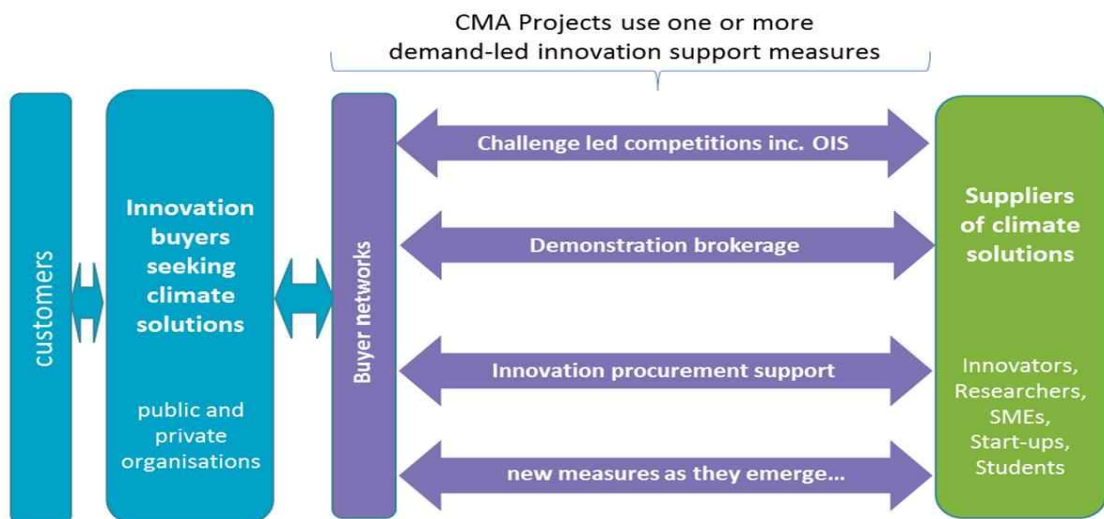 CMA Projects use one or more
demand-led innovation support measures
customers
Innovation
buyers
seeking
climate
solutions
public and
private
organisations
Buyer networks
Challenge led competitions inc. OIS
Demonstration brokerage
Innovation procurement support
new measures as they emerge...
Suppliers
of climate
solutions
Innovators,
Researchers,
SMEs,
Start-ups,
Students